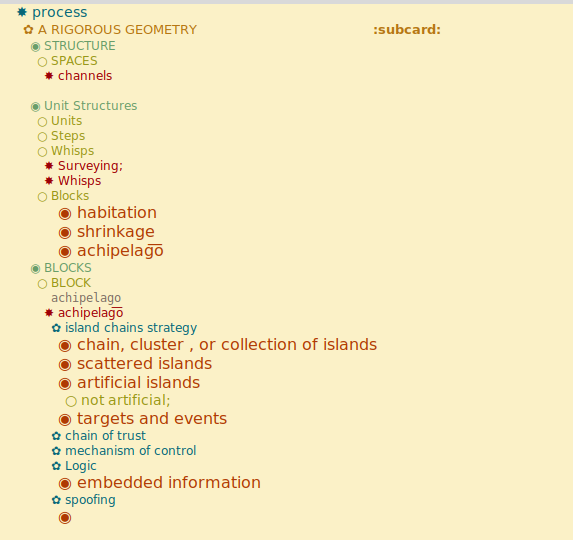 ✸ process
✿ A RIGOROUS GEOMETRY :subcard:
◉ STRUCTURE
○ SPACES
✸ channels
◉ Unit Structures
○ Units
○ Steps
○ Whisps
✸ Surveying;
✸ Whisps
○ Blocks
◉ habitation
◉ shrinkage
◉ achipelag̅o̅
◉ BLOCKS
○ BLOCK
achipelago
✸ achipelag̅o̅
✿ island chains strategy
◉ chain, cluster , or collection of islands
◉ scattered islands
◉ artificial islands
○ not artificial;
◉ targets and events
✿ chain of trust
✿ mechanism of control
✿ Logic
◉ embedded information
✿ spoofing
◉